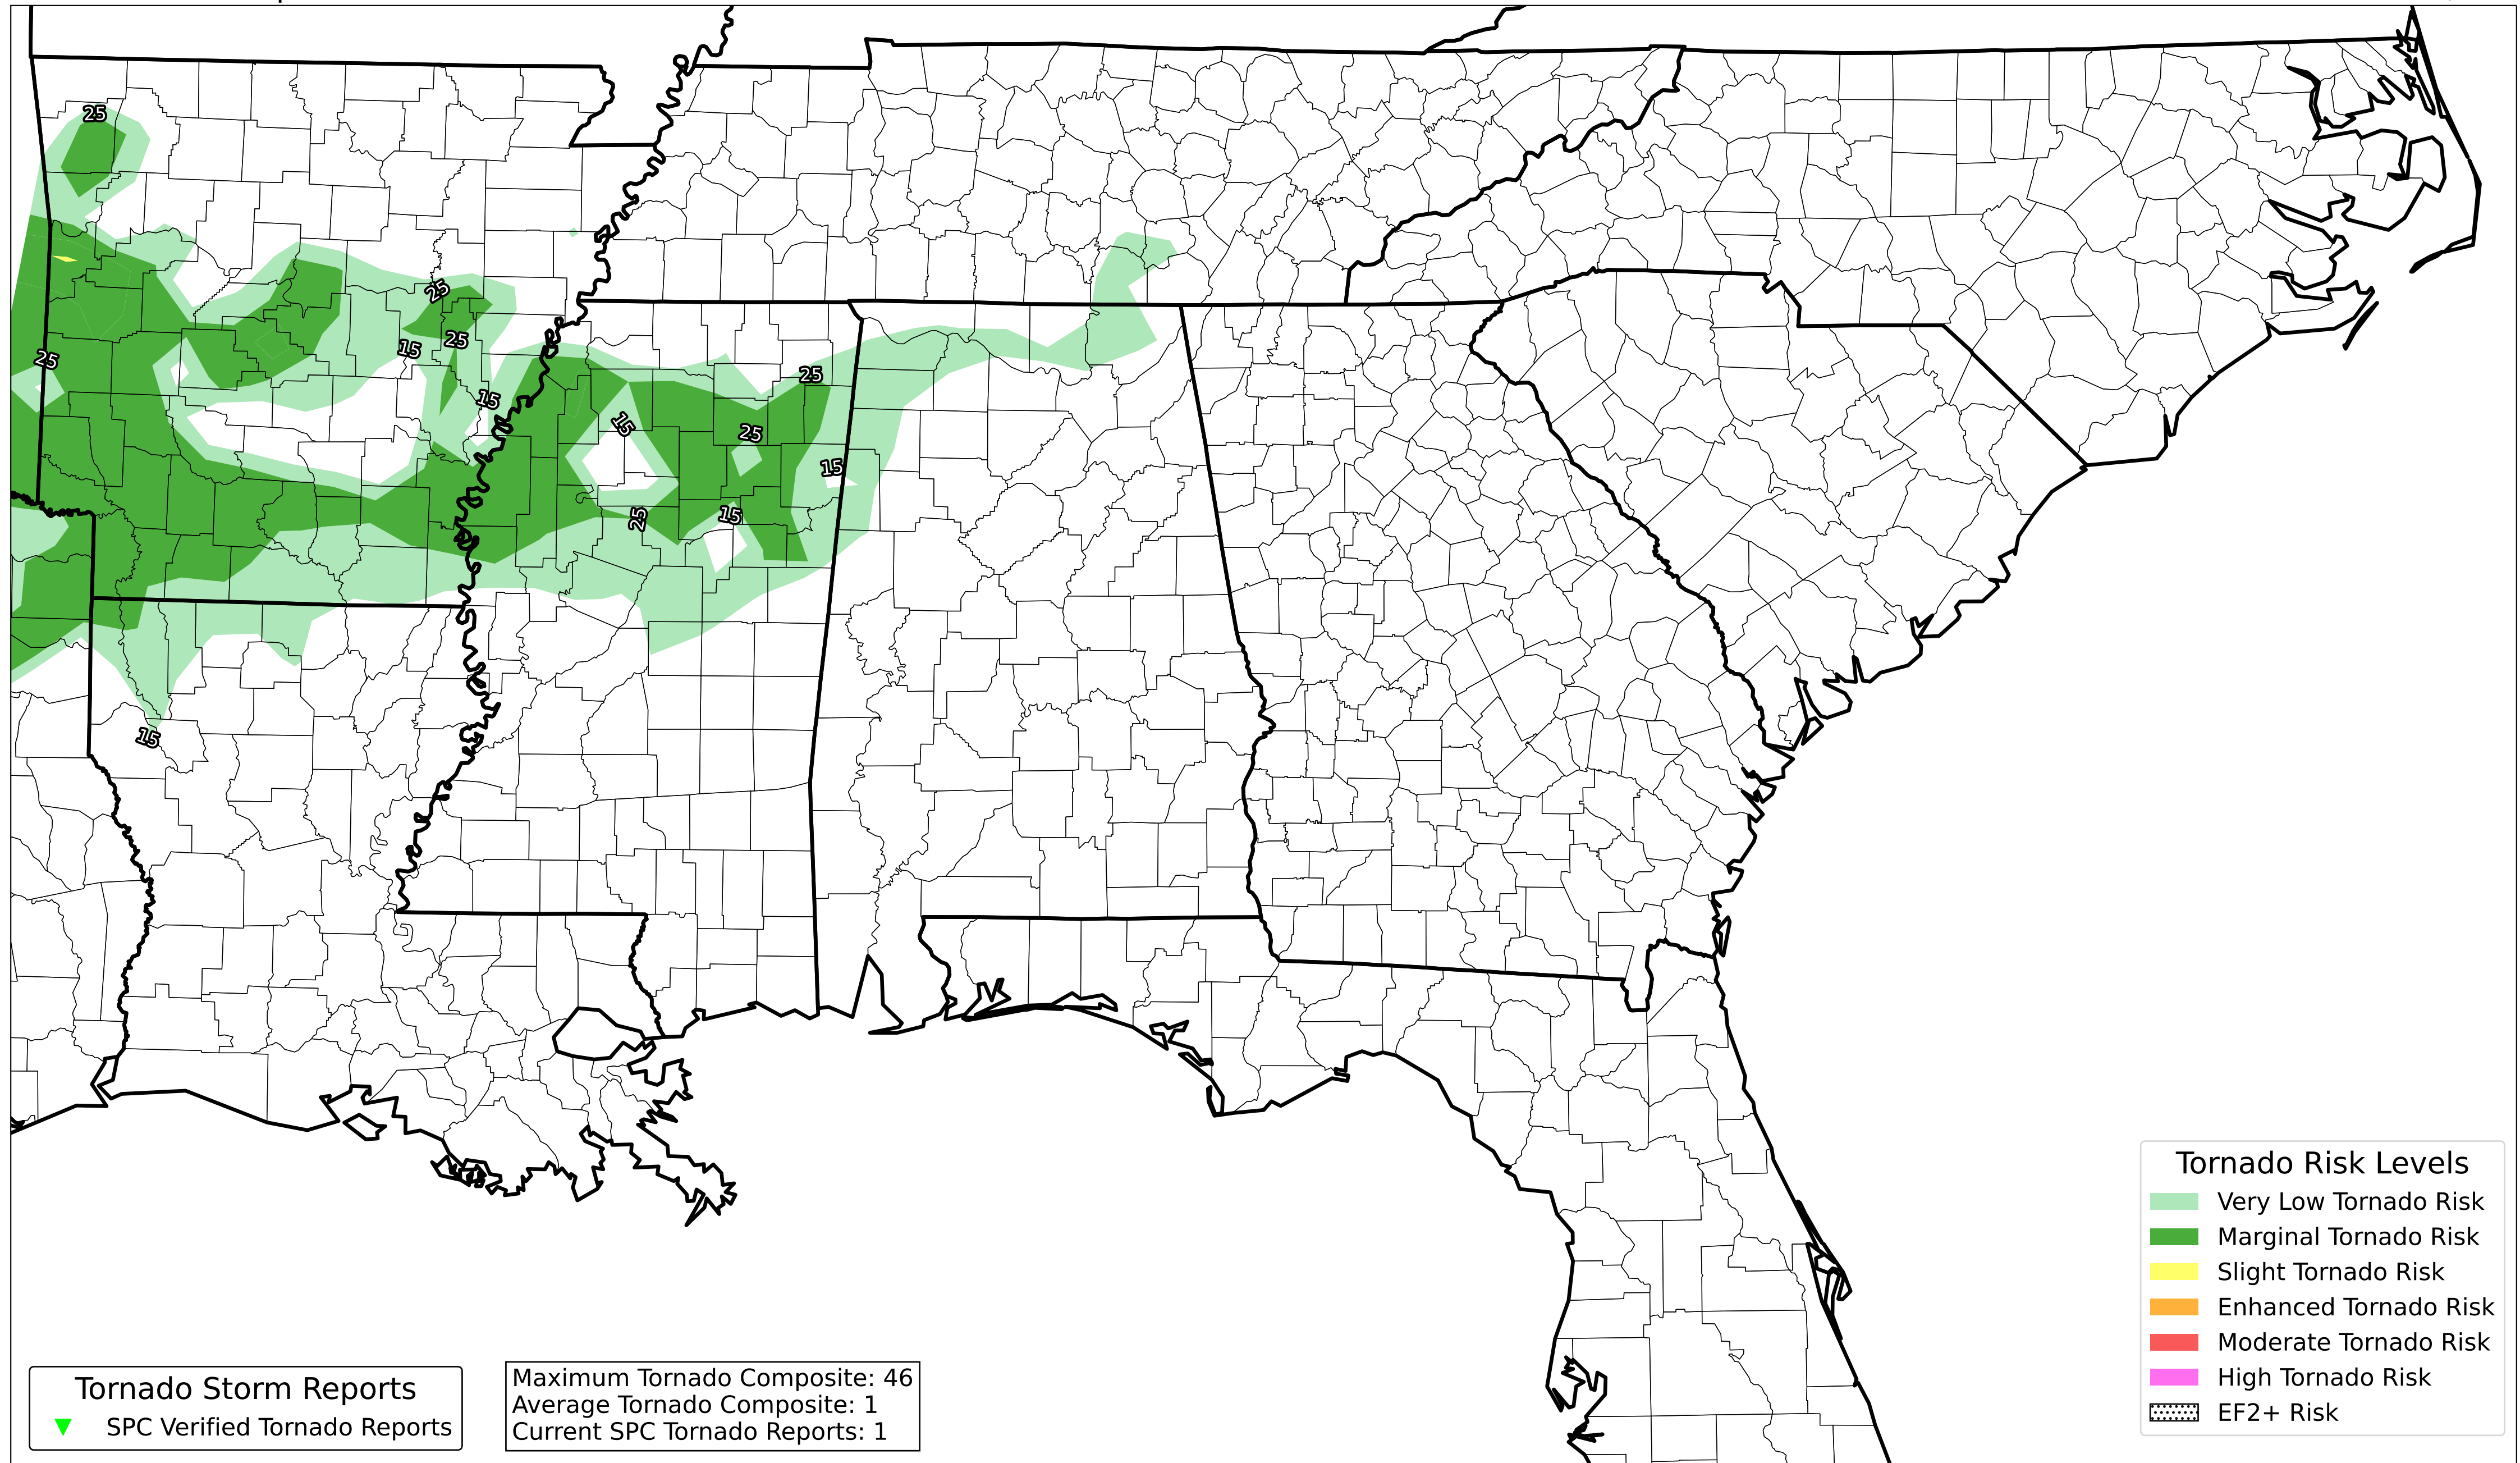 25
25
25
25
15
25
15
15
25
15
25
15
15
Tornado Risk Levels
Very Low Tornado Risk
Marginal Tornado Risk
Slight Tornado Risk
Enhanced Tornado Risk
Moderate Tornado Risk
High Tornado Risk
EF2+ Risk
Tornado Storm Reports
SPC Verified Tornado Reports
Maximum Tornado Composite: 46
Average Tornado Composite: 1
Current SPC Tornado Reports: 1